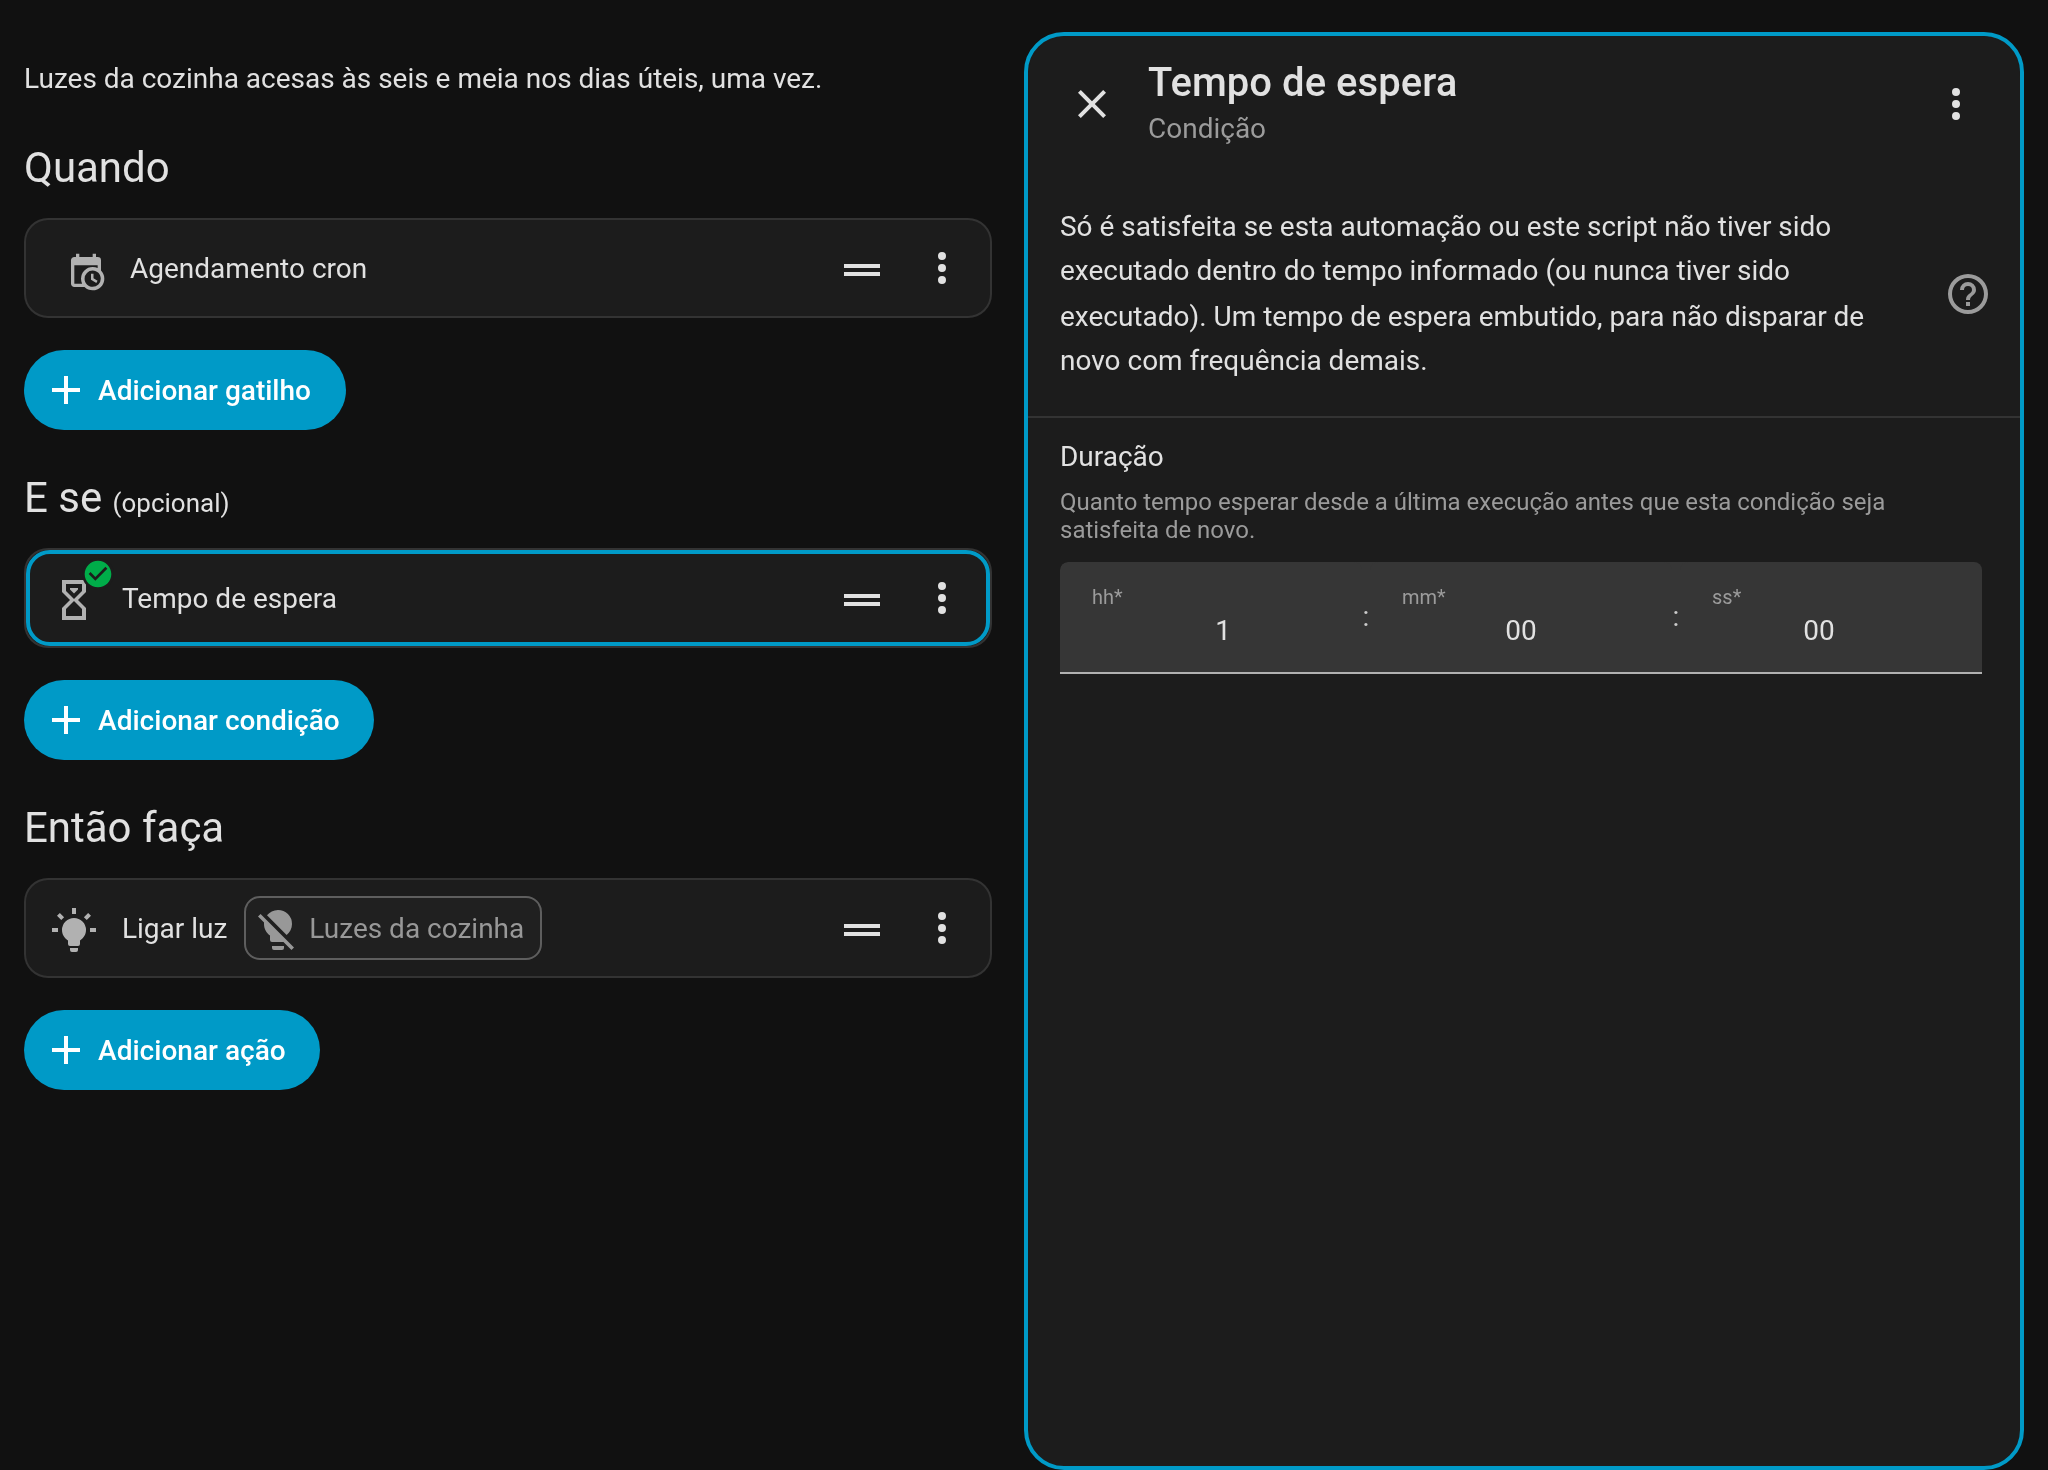 Luzes da cozinha acesas às seis e meia nos dias úteis, uma vez.
Quando
Agendamento cron
Adicionar gatilho
E se (opcional)
Tempo de espera
Adicionar condição
Então faça
Ligar luz Luzes da cozinha
Adicionar ação
Tempo de espera
Condição
Só é satisfeita se esta automação ou este script não tiver sido
executado dentro do tempo informado (ou nunca tiver sido
executado). Um tempo de espera embutido, para não disparar de
novo com frequência demais.
Duração
Quanto tempo esperar desde a última execução antes que esta condição seja
satisfeita de novo.
hh* mm* ss*
1 : 00 : 00